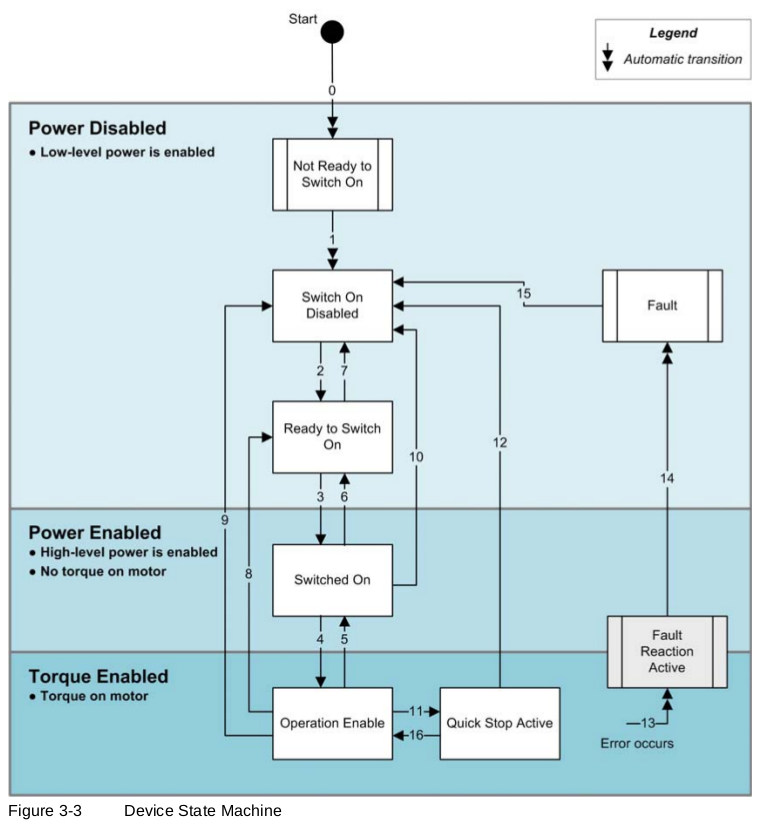 Start
Legend
Automatic transition
0
Power Disabled
● Low-level power is enabled
Not Ready to
Switch On
1
Switch On
Disabled
15
Fault
2
7
Ready to Switch
On
12
10
14
3
6
9
Power Enabled
● High-level power is enabled
● No torque on motor
8
Switched On
4
5
Fault
Reaction
Active
Torque Enabled
● Torque on motor
Operation Enable
11
16
Quick Stop Active
13
Error occurs
Figure 3-3 Device State Machine